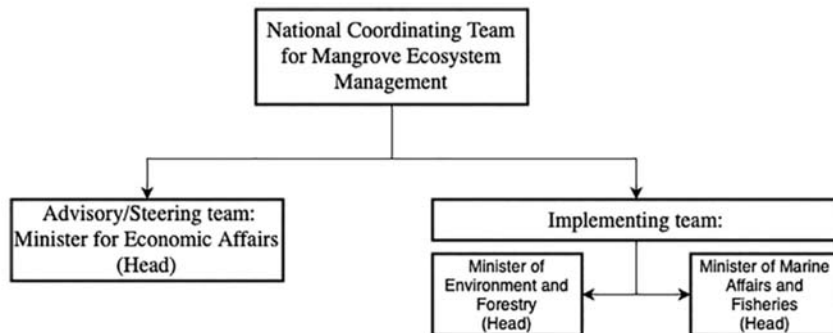 National Coordinating Team
for Mangrove Ecosystem
Management
Advisory/Steering team:
Minister for Economic Affairs
(Head)
Implementing team:
Minister of
Environment and
Forestry
(Head)
Minister of Marine
Affairs and
Fisheries
(Head)